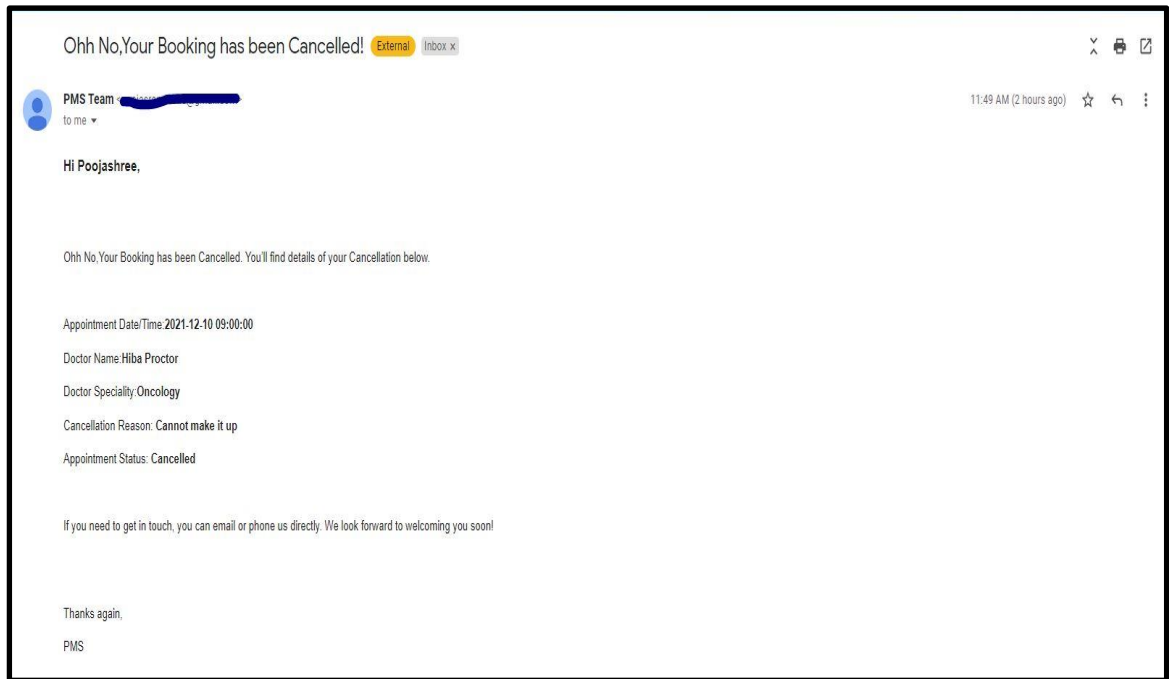 Ohh No,Your Booking has been Cancelled! External Inbox x
PMS Team 11:49 AM (2 hours ago)
to me
Hi Poojashree,
Ohh No,Your Booking has been Cancelled. You'll find details of your Cancellation below.
Appointment Date/Time:2021-12-10 09:00:00
Doctor Name:Hiba Proctor
Doctor Speciality:Oncology
Cancellation Reason: Cannot make it up
Appointment Status: Cancelled
If you need to get in touch, you can email or phone us directly. We look forward to welcoming you soon!
Thanks again,
PMS